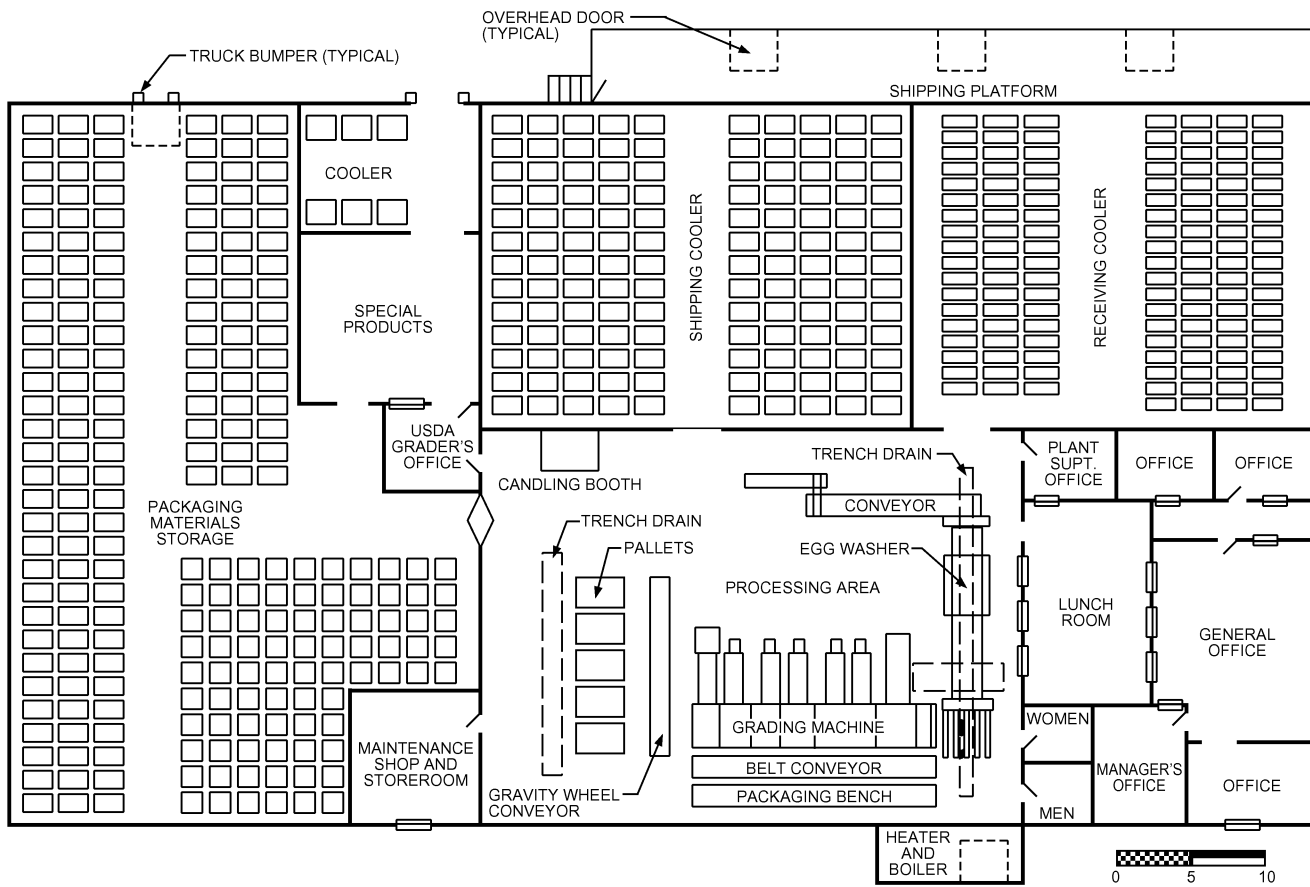 OVERHEAD DOOR
(TYPICAL)
TRUCK BUMPER (TYPICAL)
SHIPPING PLATFORM
COOLER
SHIPPING COOLER
RECEIVING COOLER
SPECIAL
PRODUCTS
USDA
GRADER'S
OFFICE
CANDLING BOOTH
TRENCH DRAIN
PLANT
SUPT.
OFFICE
OFFICE
OFFICE
PACKAGING
MATERIALS
STORAGE
CONVEYOR
TRENCH DRAIN
PALLETS
EGG WASHER
PROCESSING AREA
LUNCH
ROOM
GENERAL
OFFICE
GRADING MACHINE
WOMEN
MAINTENANCE
SHOP AND
STOREROOM
BELT CONVEYOR
MANAGER'S
OFFICE
OFFICE
GRAVITY WHEEL
CONVEYOR
PACKAGING BENCH
MEN
HEATER
AND
BOILER
0 5 10